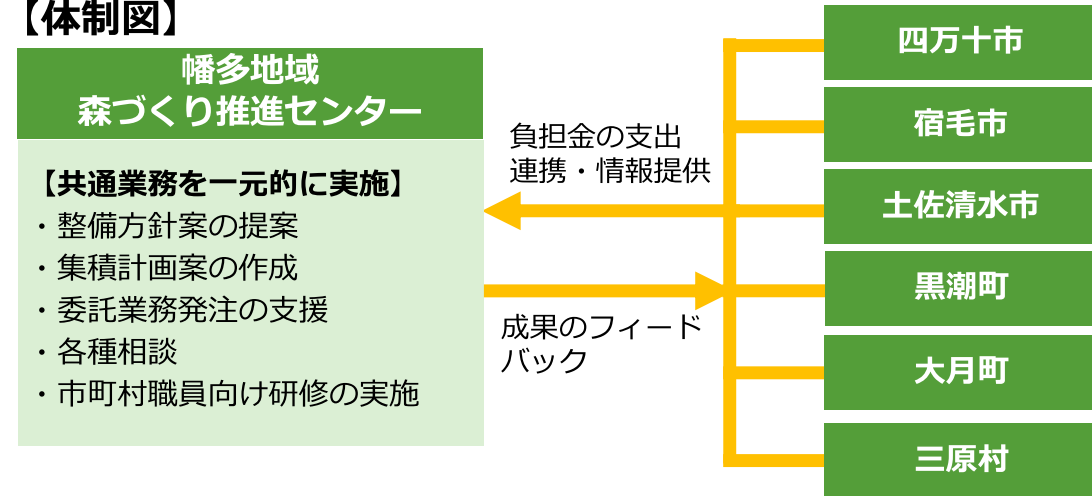 【体制図】
幡多地域
森づくり推進センター
【共通業務を一元的に実施】
・整備方針案の提案
・集積計画案の作成
・委託業務発注の支援
・各種相談
・市町村職員向け研修の実施
負担金の支出
連携・情報提供
成果のフィード
バック
四万十市
宿毛市
土佐清水市
黒潮町
大月町
三原村